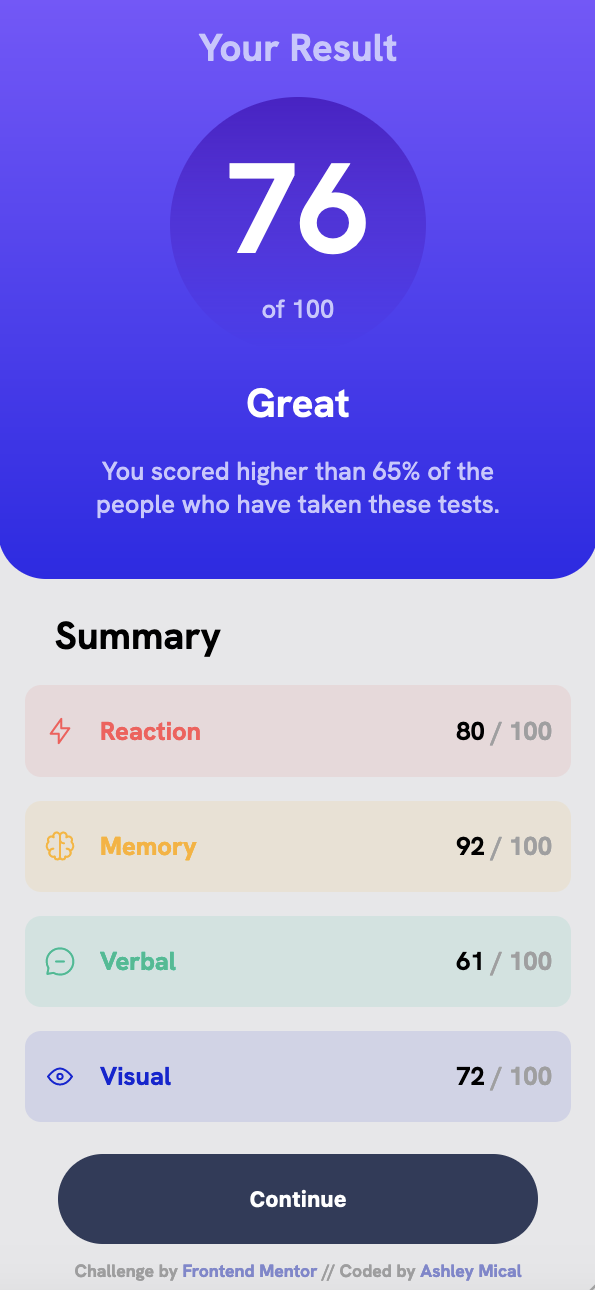 Your Result
76
of 100
Great
You scored higher than 65% of the
people who have taken these tests.
Summary
Reaction 80 / 100
Memory 92 / 100
Verbal 61 / 100
Visual 72 / 100
Continue
Challenge by Frontend Mentor // Coded by Ashley Mical